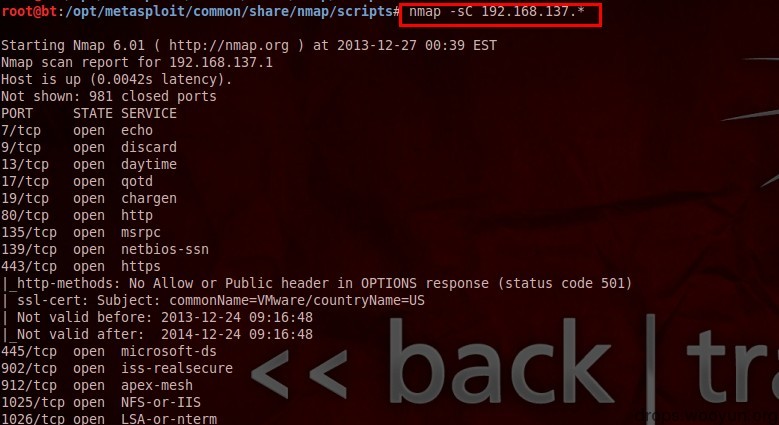 root@bt:/opt/metasploit/common/share/nmap/scripts# nmap -sC 192.168.137.*
Starting Nmap 6.01 ( http://nmap.org ) at 2013-12-27 00:39 EST
Nmap scan report for 192.168.137.1
Host is up (0.0042s latency).
Not shown: 981 closed ports
PORT     STATE SERVICE
7/tcp    open  echo
9/tcp    open  discard
13/tcp   open  daytime
17/tcp   open  qotd
19/tcp   open  chargen
80/tcp   open  http
135/tcp  open  msrpc
139/tcp  open  netbios-ssn
443/tcp  open  https
|_http-methods: No Allow or Public header in OPTIONS response (status code 501)
| ssl-cert: Subject: commonName=VMware/countryName=US
| Not valid before: 2013-12-24 09:16:48
|_Not valid after:  2014-12-24 09:16:48
445/tcp  open  microsoft-ds
902/tcp  open  iss-realsecure
912/tcp  open  apex-mesh
1025/tcp open  NFS-or-IIS
1026/tcp open  LSA-or-nterm
<< back | tra